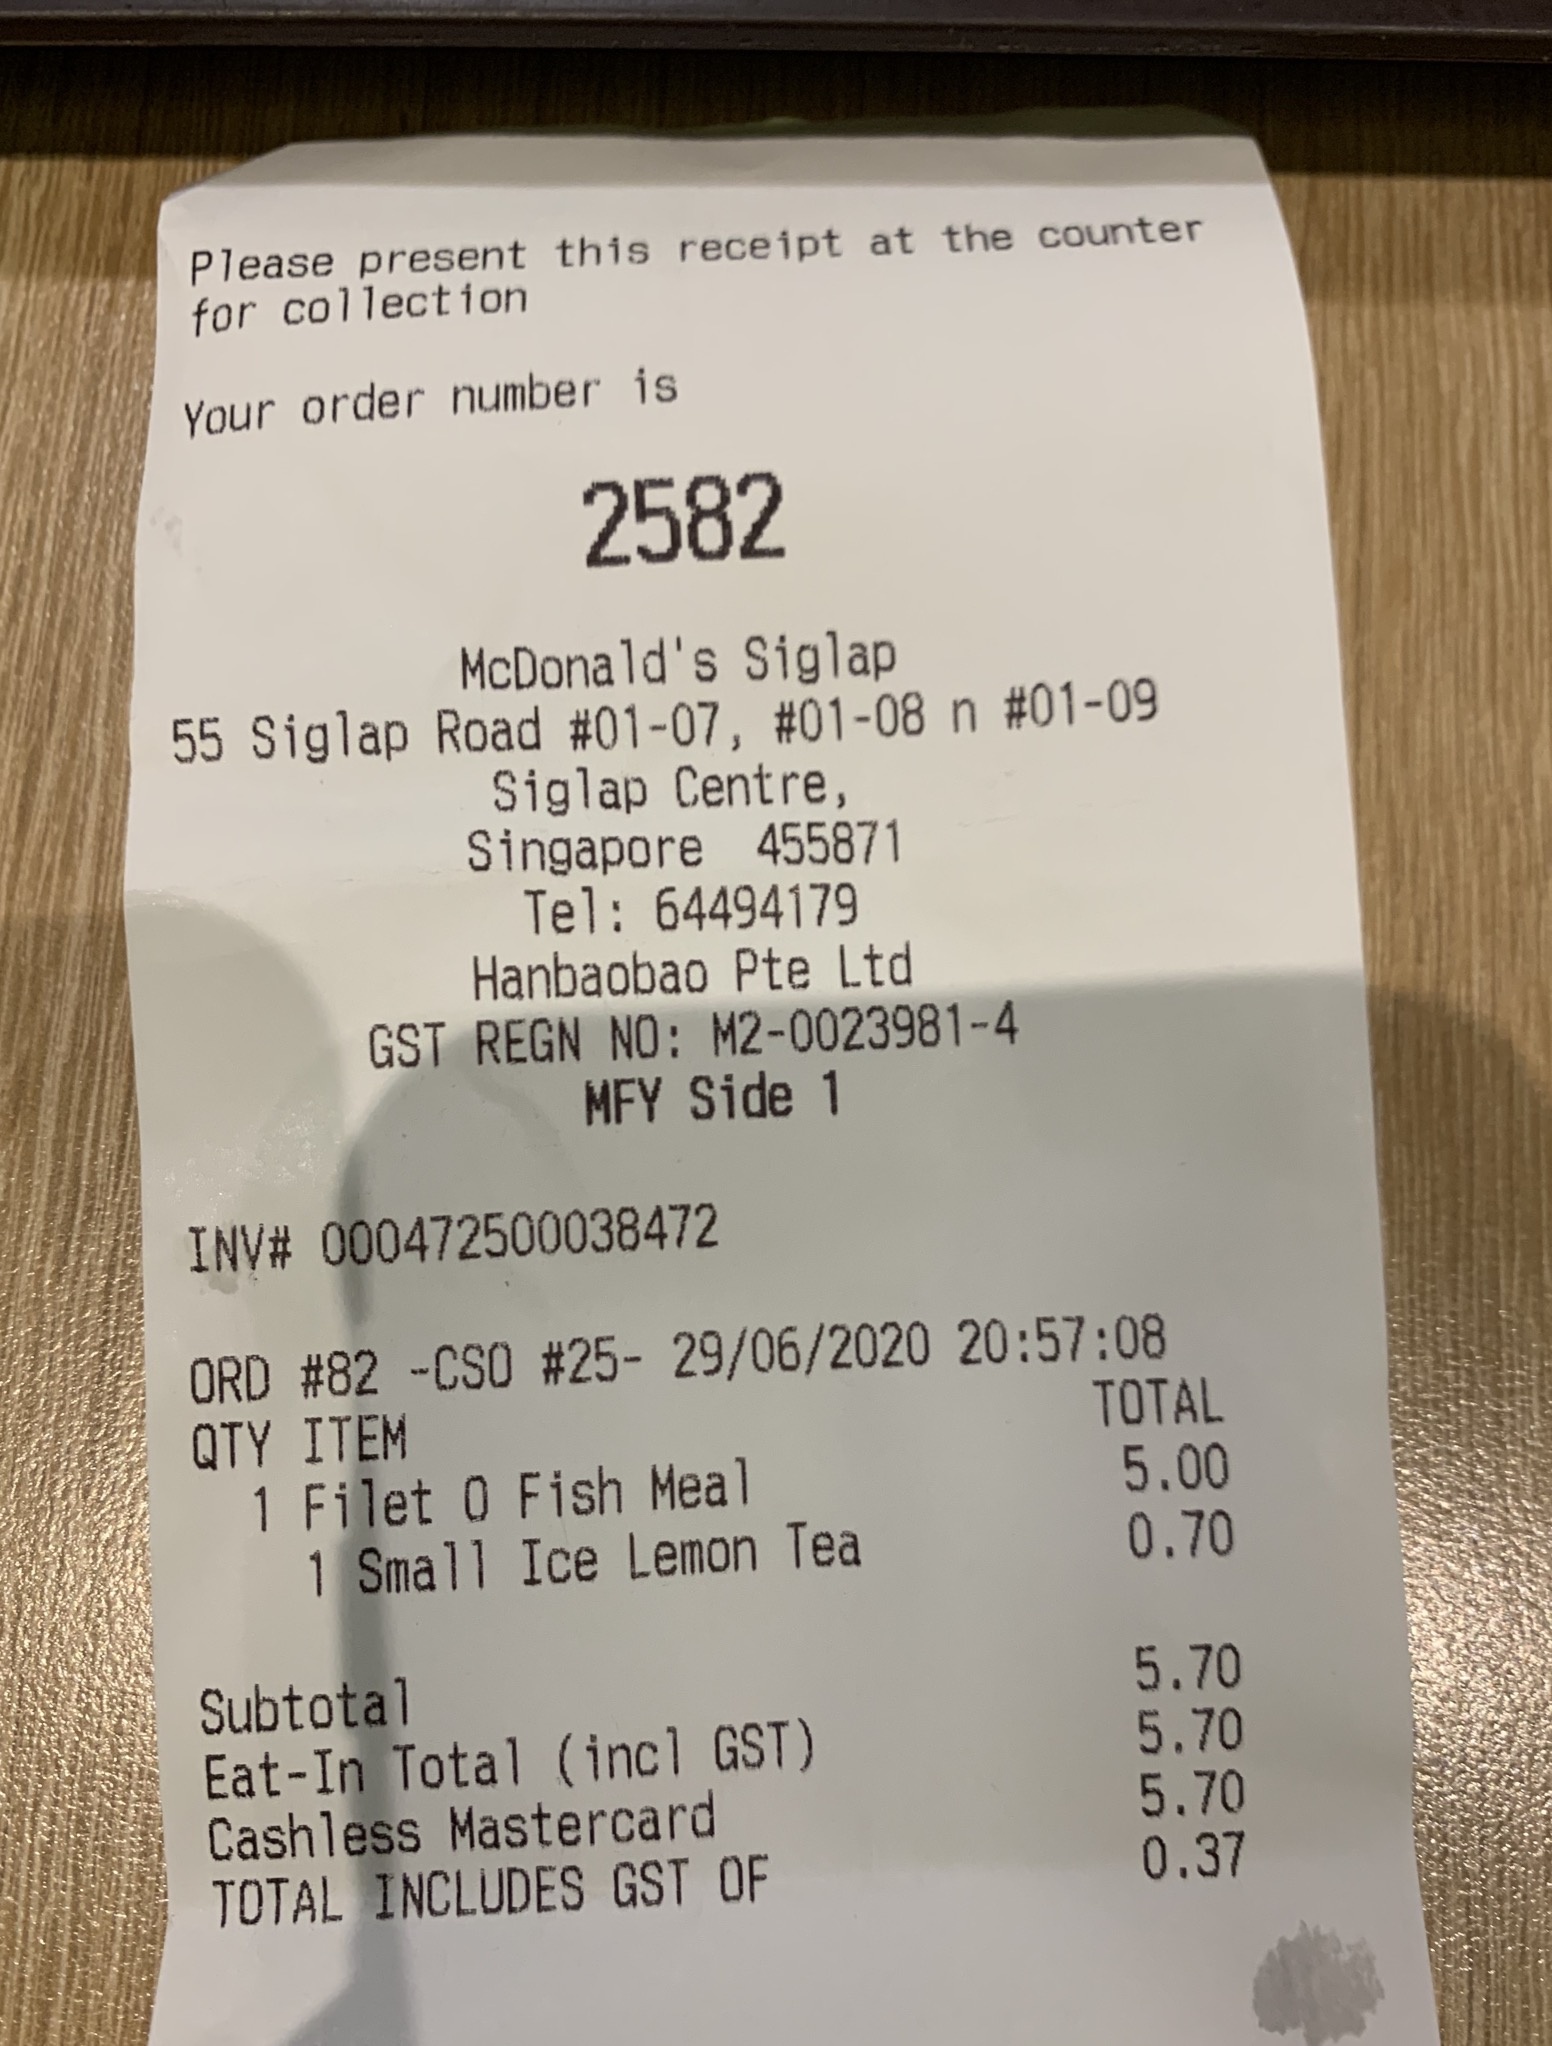 Please present this receipt at the counter
for collection
Your order number is
2582
McDonald's Siglap
55 Siglap Road #01-07, #01-08 n #01-09
Siglap Centre,
Singapore 455871
Tel: 64494179
Hanbaobao Pte Ltd
GST REGN NO: M2-0023981-4
MFY Side 1
INV# 000472500038472
ORD #82 -CSO #25- 29/06/2020 20:57:08
QTY ITEM TOTAL
1 Filet O Fish Meal 5.00
1 Small Ice Lemon Tea 0.70
Subtotal 5.70
Eat-In Total (incl GST) 5.70
Cashless Mastercard 5.70
TOTAL INCLUDES GST OF 0.37